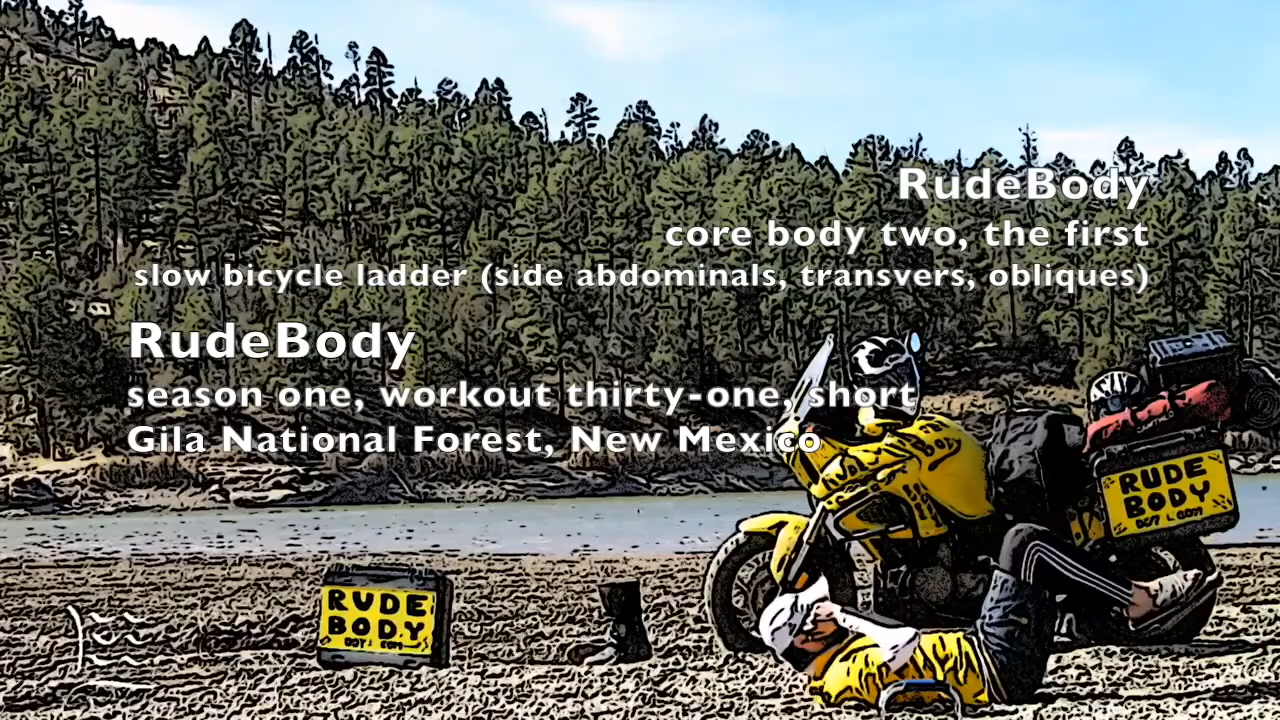 RudeBody
core body two, the first
slow bicycle ladder (side abdominals, transvers, obliques)
RudeBody
season one, workout thirty-one, short
Gila National Forest, New Mexico
RUDE
BODY
RUDE
BODY